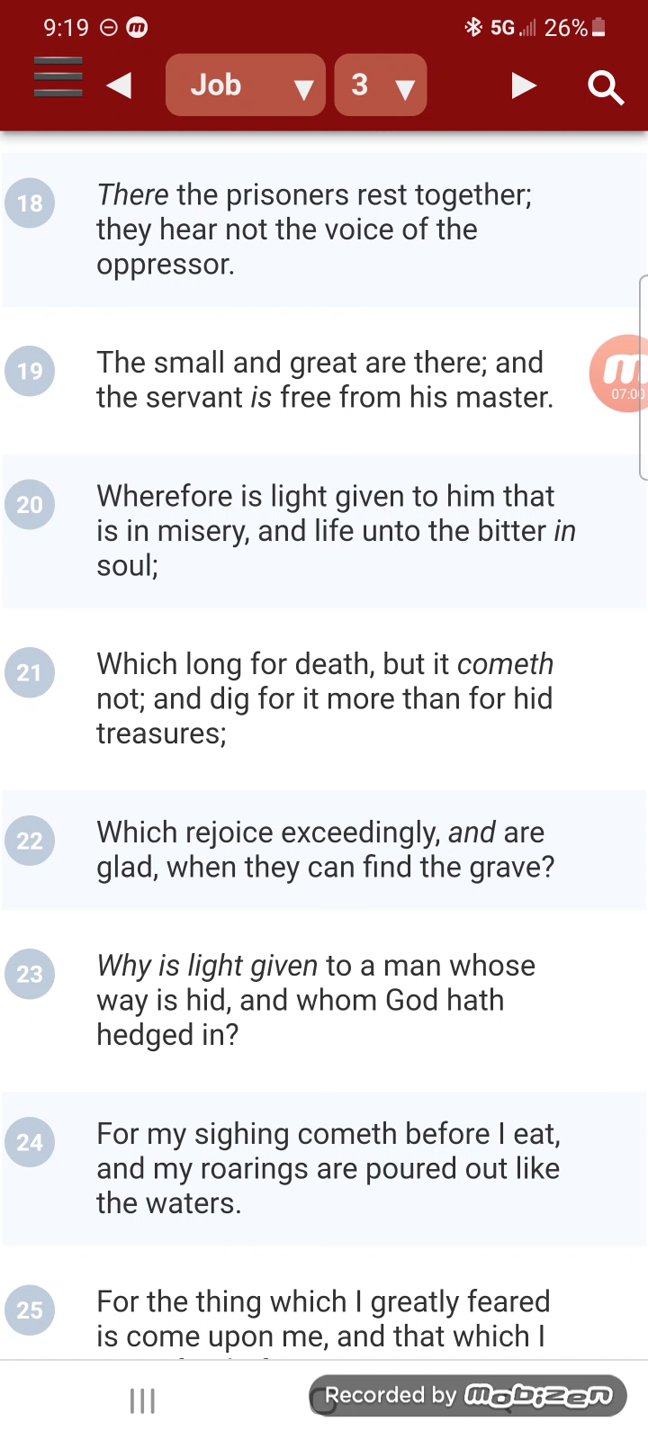 9:19 m 5G 26%
Job 3
18 There the prisoners rest together;
they hear not the voice of the
oppressor.
19 The small and great are there; and
the servant is free from his master.
m
07:00
20 Wherefore is light given to him that
is in misery, and life unto the bitter in
soul;
21 Which long for death, but it cometh
not; and dig for it more than for hid
treasures;
22 Which rejoice exceedingly, and are
glad, when they can find the grave?
23 Why is light given to a man whose
way is hid, and whom God hath
hedged in?
24 For my sighing cometh before I eat,
and my roarings are poured out like
the waters.
25 For the thing which I greatly feared
is come upon me, and that which I
Recorded by mobizen